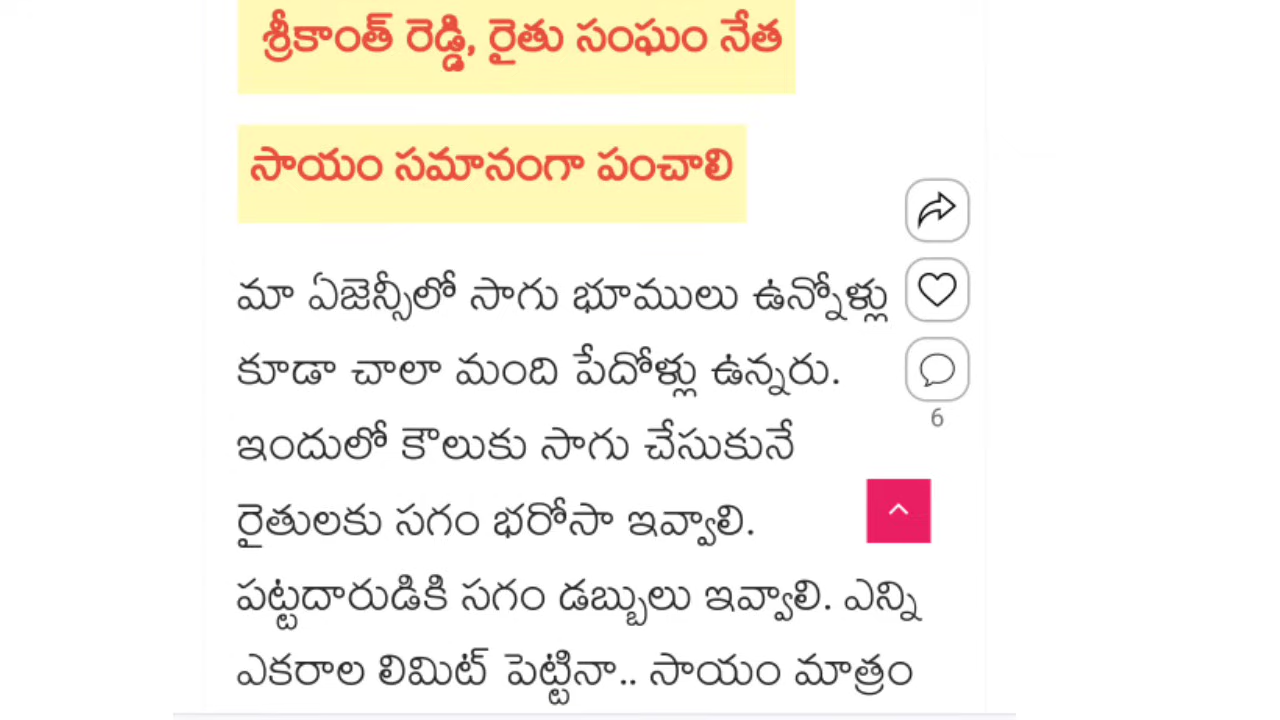 శ్రీకాంత్ రెడ్డి, రైతు సంఘం నేత
సాయం సమానంగా పంచాలి
మా ఏజెన్సీలో సాగు భూములు ఉన్నోళ్లు
కూడా చాలా మంది పేదోళ్లు ఉన్నరు.
6
ఇందులో కౌలుకు సాగు చేసుకునే
రైతులకు సగం భరోసా ఇవ్వాలి.
పట్టదారుడికి సగం డబ్బులు ఇవ్వాలి. ఎన్ని
ఎకరాల లిమిట్ పెట్టినా.. సాయం మాత్రం